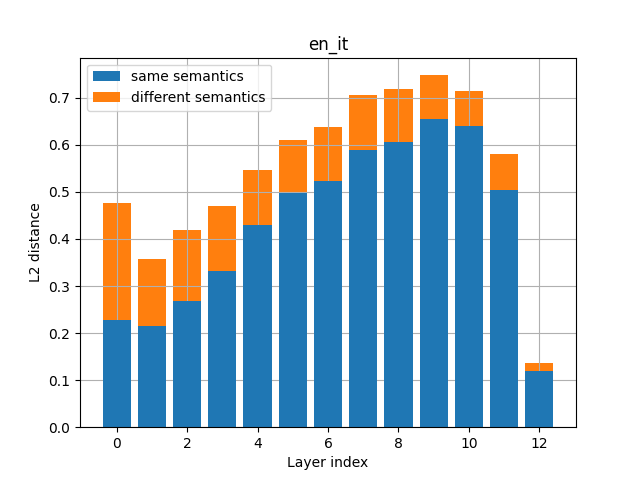 en_it
same semantics
different semantics
0.7
0.6
0.5
0.4
0.3
0.2
0.1
0.0
L2 distance
0 2 4 6 8 10 12
Layer index